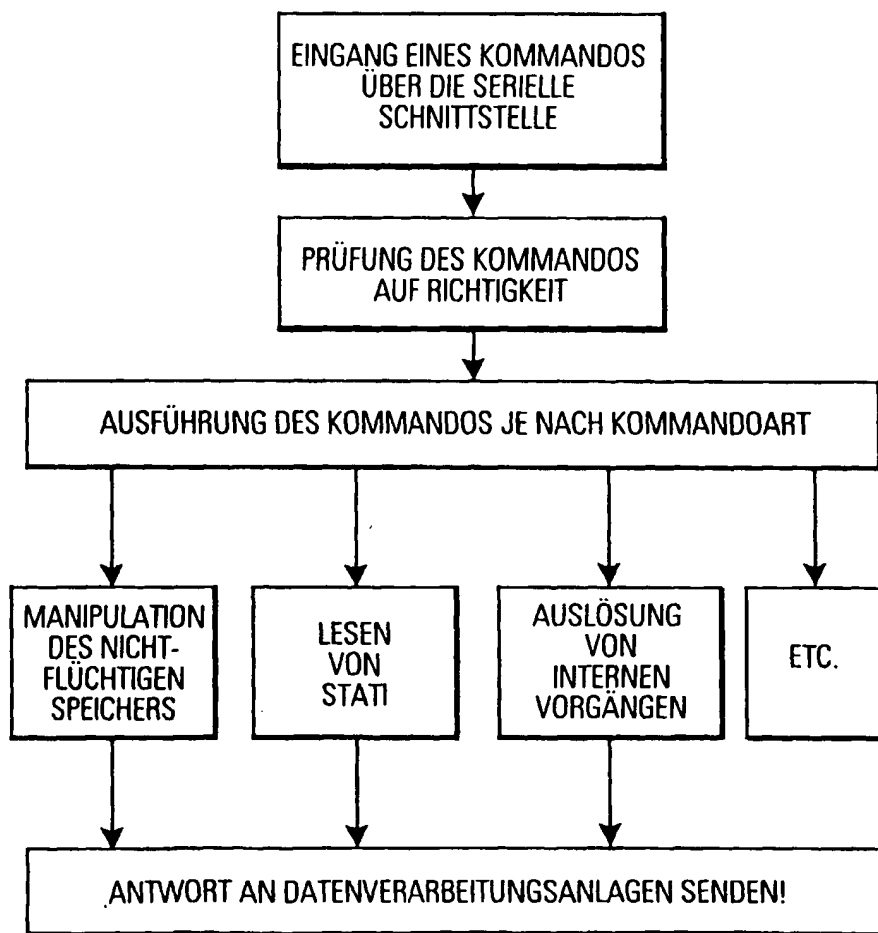 EINGANG EINES KOMMANDOS
ÜBER DIE SERIELLE
SCHNITTSTELLE
PRÜFUNG DES KOMMANDOS
AUF RICHTIGKEIT
AUSFÜHRUNG DES KOMMANDOS JE NACH KOMMANDOART
MANIPULATION
DES NICHT-
FLÜCHTIGEN
SPEICHERS
LESEN
VON
STATI
AUSLÖSUNG
VON
INTERNEN
VORGÄNGEN
ETC.
ANTWORT AN DATENVERARBEITUNGSANLAGEN SENDEN!